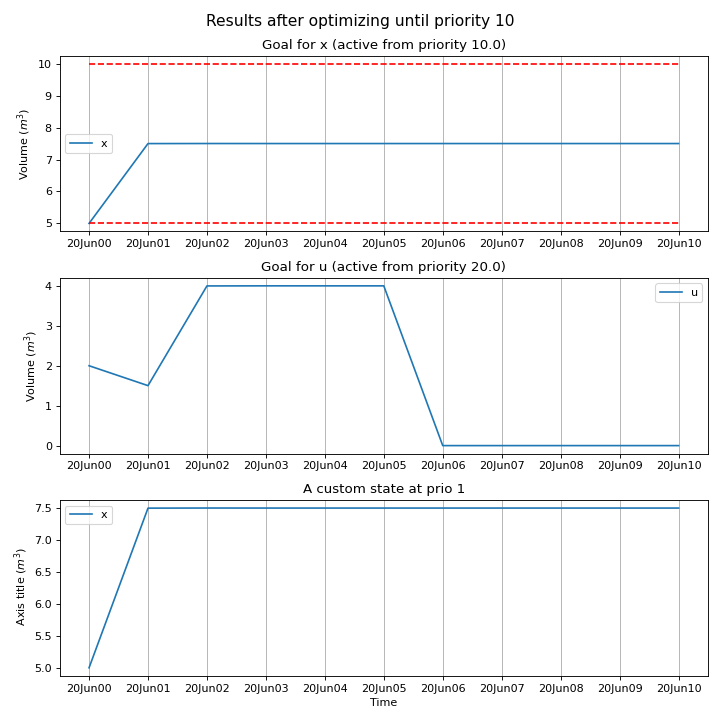 Results after optimizing until priority 10
Goal for x (active from priority 10.0)
10
9
8
7
6
5
Volume (m³)
x
20Jun00 20Jun01 20Jun02 20Jun03 20Jun04 20Jun05 20Jun06 20Jun07 20Jun08 20Jun09 20Jun10
Goal for u (active from priority 20.0)
4
3
2
1
0
Volume (m³)
u
20Jun00 20Jun01 20Jun02 20Jun03 20Jun04 20Jun05 20Jun06 20Jun07 20Jun08 20Jun09 20Jun10
A custom state at prio 1
7.5
7.0
6.5
6.0
5.5
5.0
Axis title (m³)
x
20Jun00 20Jun01 20Jun02 20Jun03 20Jun04 20Jun05 20Jun06 20Jun07 20Jun08 20Jun09 20Jun10
Time